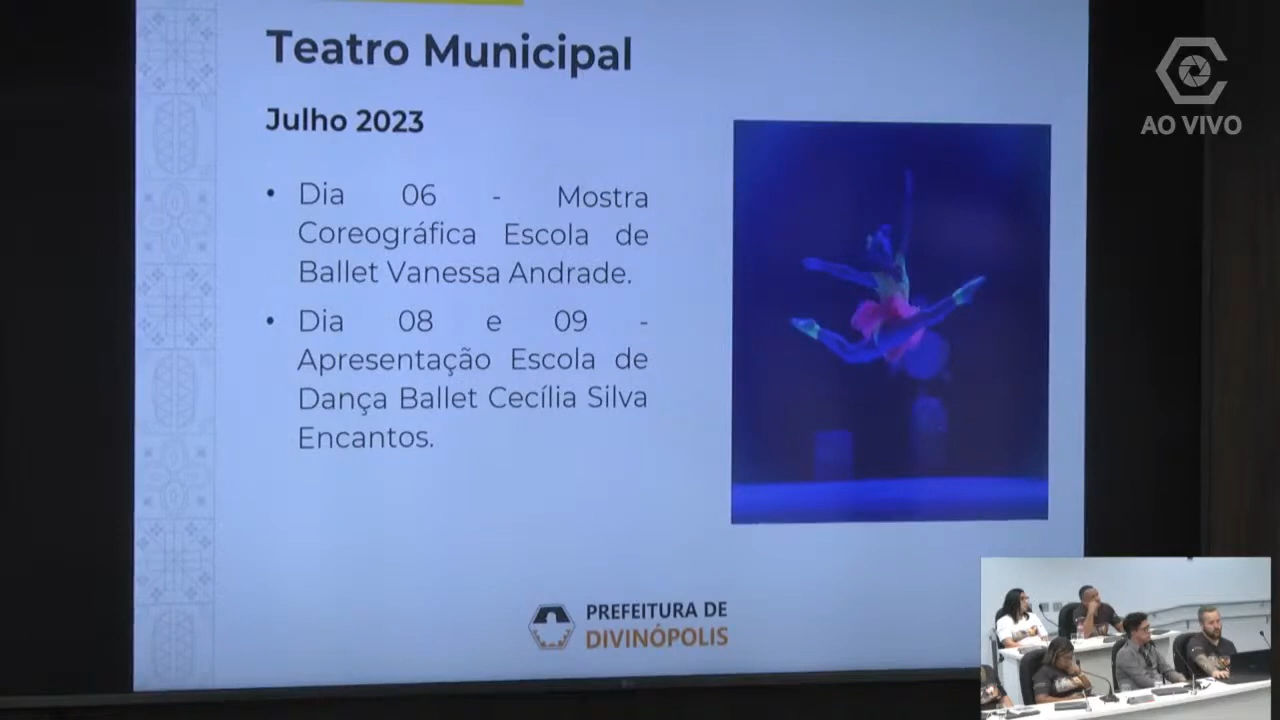 Teatro Municipal
AO VIVO
Julho 2023
• Dia 06 - Mostra
Coreográfica Escola de
Ballet Vanessa Andrade.
• Dia 08 e 09 -
Apresentação Escola de
Dança Ballet Cecília Silva
Encantos.
PREFEITURA DE
DIVINÓPOLIS